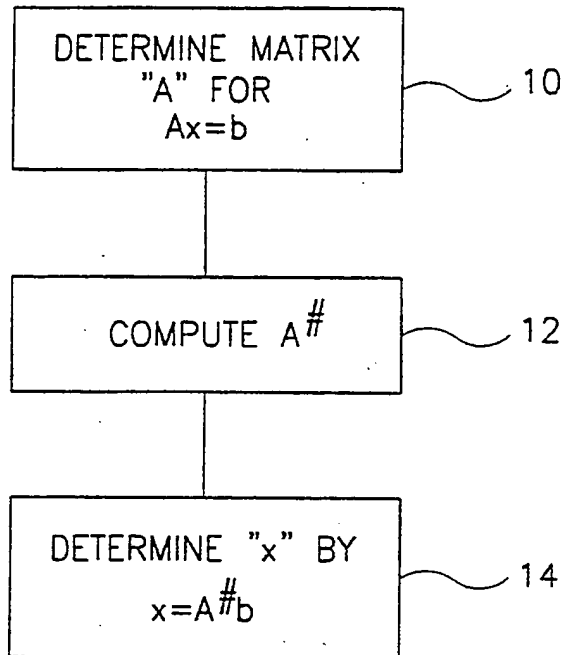 DETERMINE MATRIX
"A" FOR
Ax=b
10
COMPUTE A#
12
DETERMINE "x" BY
x=A#b
14